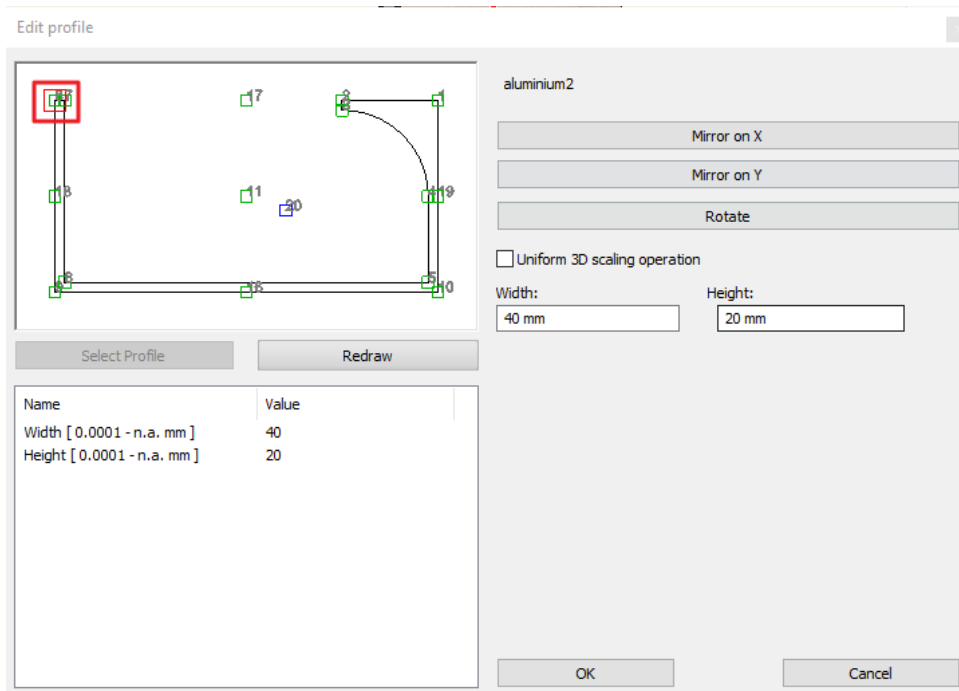 Edit profile
aluminium2
17
1
Mirror on X
Mirror on Y
11
19
20
Rotate
Uniform 3D scaling operation
8
5
10
Width:
Height:
40 mm
20 mm
Select Profile
Redraw
Name
Value
Width [ 0.0001 - n.a. mm ]
40
Height [ 0.0001 - n.a. mm ]
20
OK
Cancel